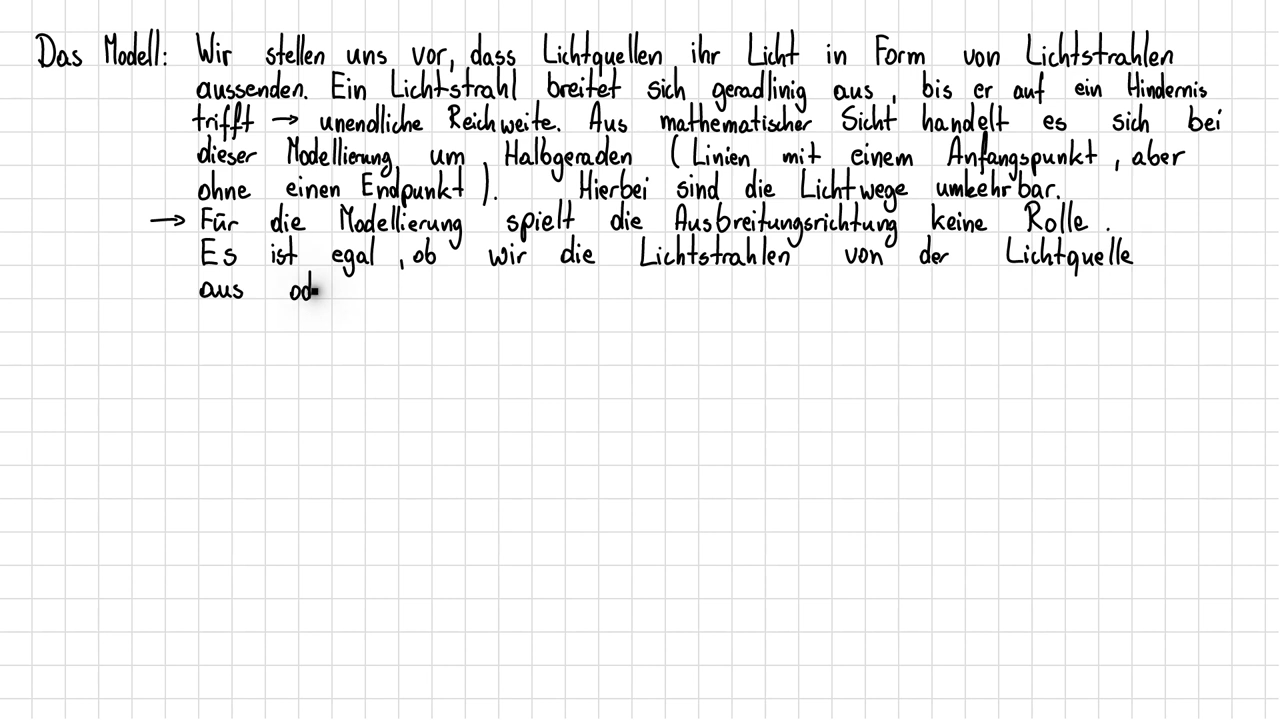 Das Modell: Wir stellen uns vor, dass Lichtquellen ihr Licht in Form von Lichtstrahlen
aussenden. Ein Lichtstrahl breitet sich geradlinig aus, bis er auf ein Hindernis
trifft → unendliche Reichweite. Aus mathematischer Sicht handelt es sich bei
dieser Modellierung um Halbgeraden (Linien mit einem Anfangspunkt, aber
ohne einen Endpunkt). Hierbei sind die Lichtwege umkehrbar.
→ Für die Modellierung spielt die Ausbreitungsrichtung keine Rolle.
Es ist egal, ob wir die Lichtstrahlen von der Lichtquelle
aus od